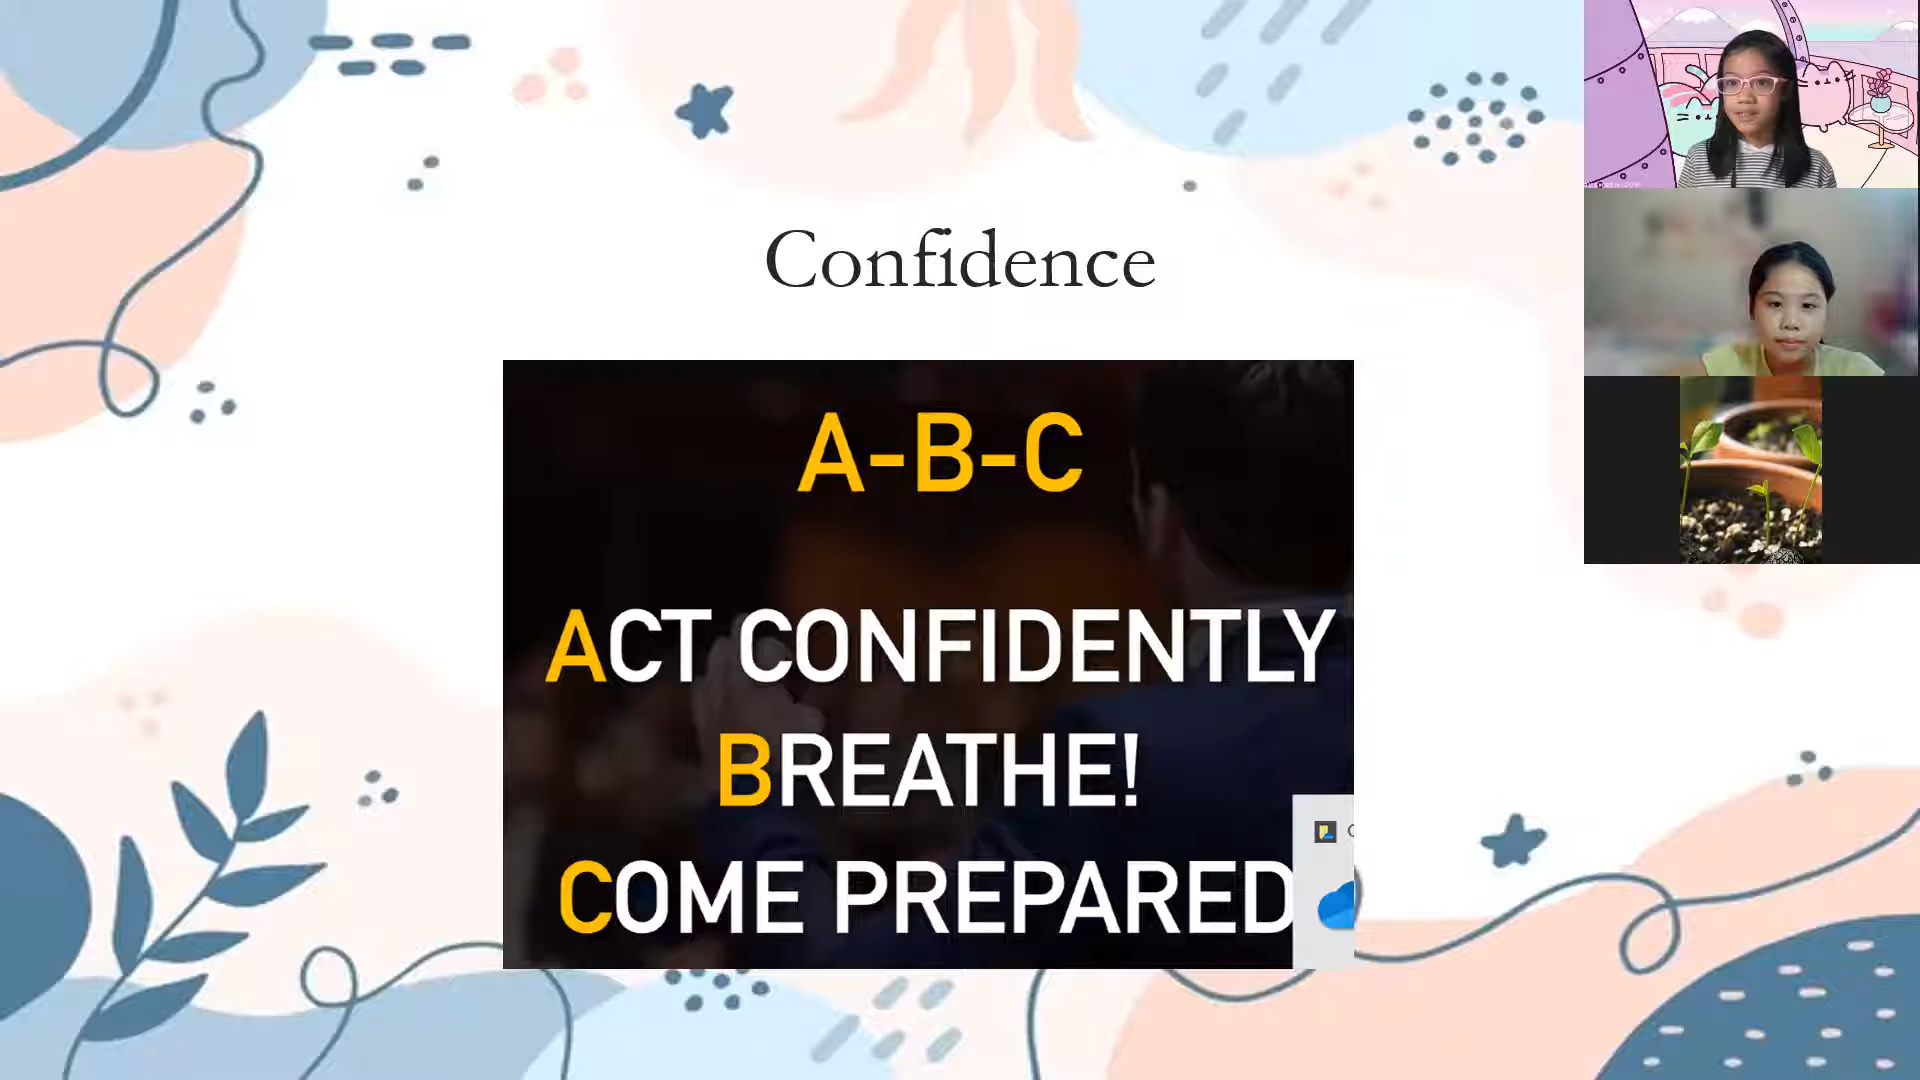 Confidence
A-B-C
ACT CONFIDENTLY
BREATHE!
COME PREPARED